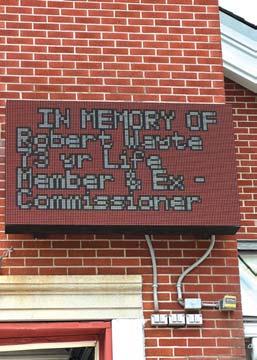 IN MEMORY OF
Robert Wayte
73 yr Life
Member & Ex -
Commissioner